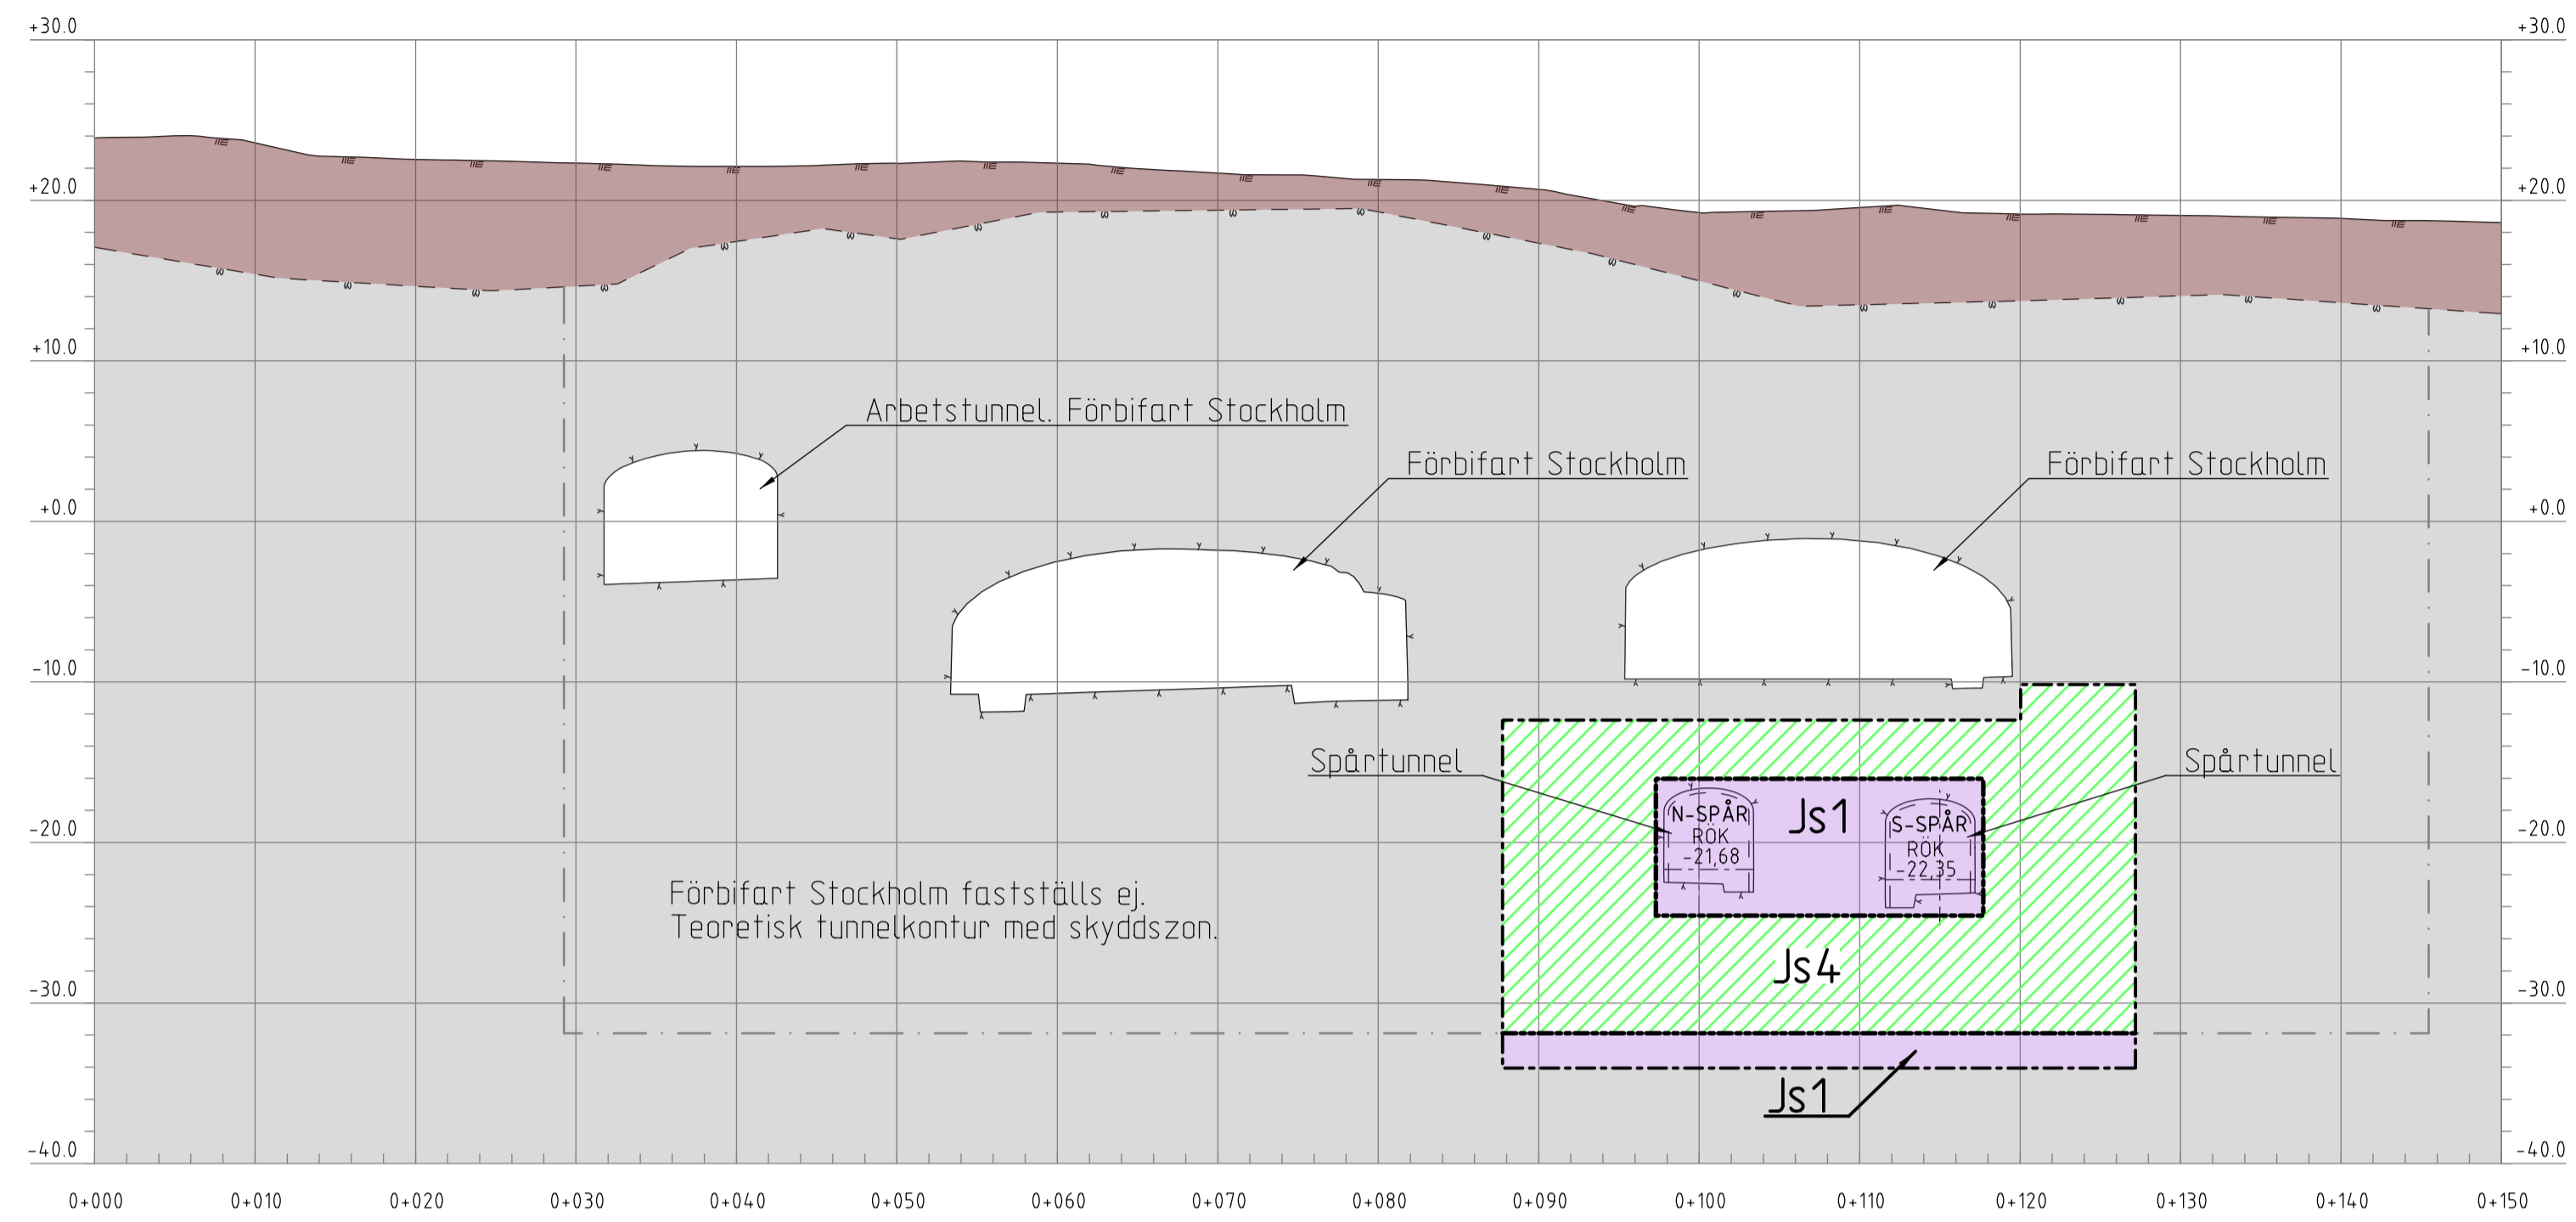 +30.0 +30.0
+20.0 +20.0
+10.0 +10.0
Arbetstunnel. Förbifart Stockholm
Förbifart Stockholm Förbifart Stockholm
+0.0 +0.0
-10.0 -10.0
Spårtunnel Spårtunnel
N-SPÅR
RÖK
-21,68
Js1
S-SPÅR
RÖK
-22,35
-20.0 -20.0
Förbifart Stockholm fastställs ej.
Teoretisk tunnelkontur med skyddszon.
Js4
-30.0 -30.0
Js1
-40.0 -40.0
0+000 0+010 0+020 0+030 0+040 0+050 0+060 0+070 0+080 0+090 0+100 0+110 0+120 0+130 0+140 0+150